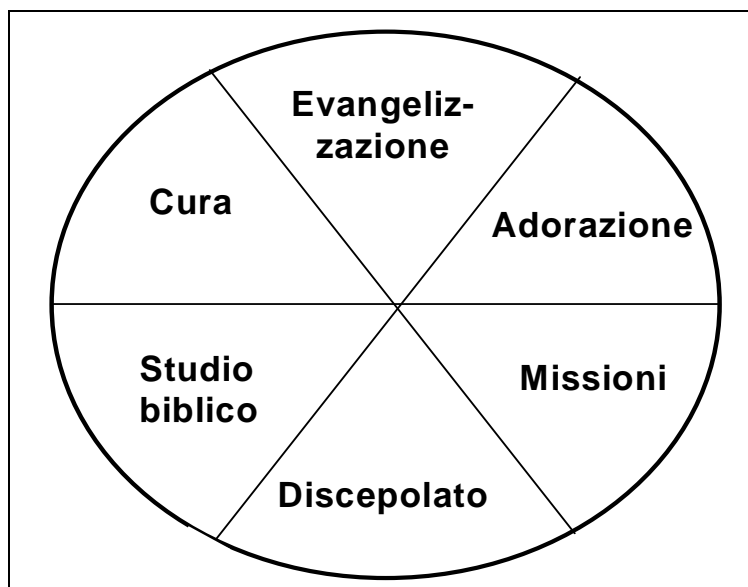 Evangeliz-
zazione
Cura
Adorazione
Studio
biblico
Missioni
Discepolato